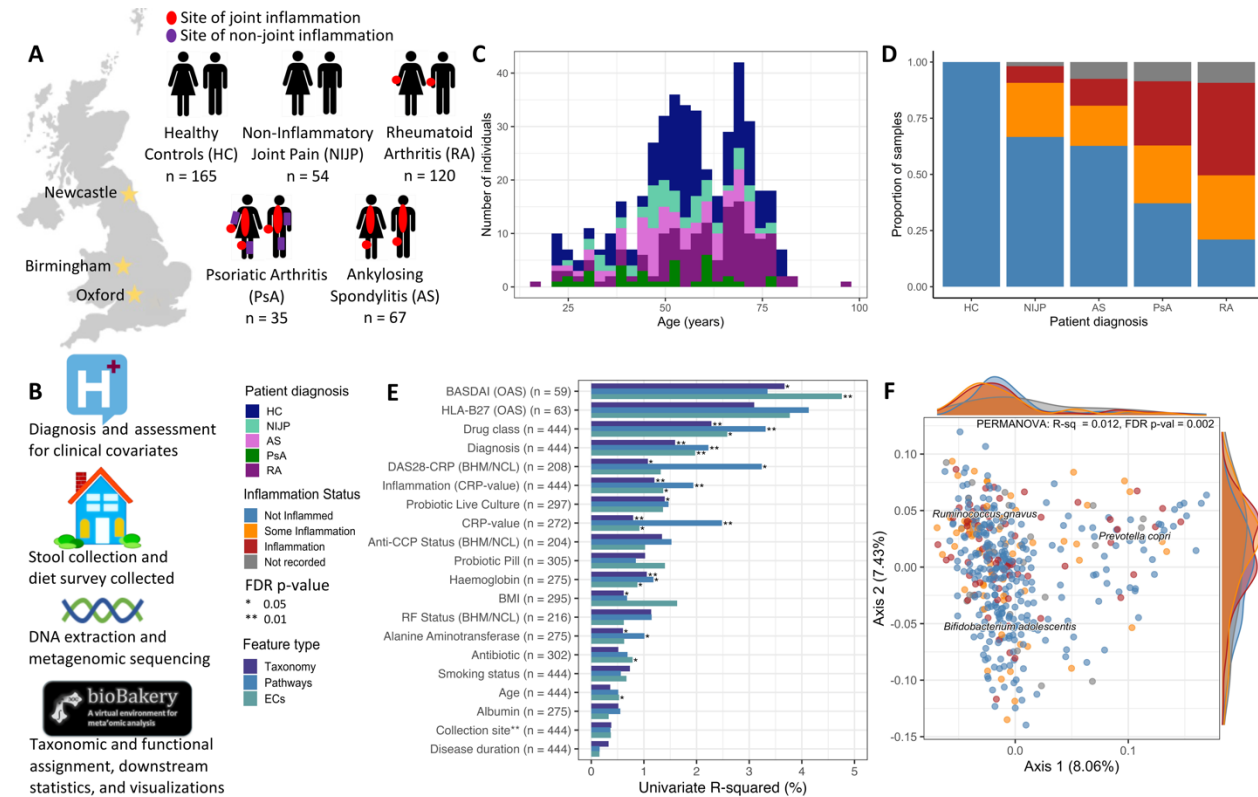 Site of joint inflammation
Site of non-joint inflammation
A
Healthy
Controls (HC)
n = 165
Non-Inflammatory
Joint Pain (NIJP)
n = 54
Rheumatoid
Arthritis (RA)
n = 120
Newcastle
Birmingham
Oxford
Psoriatic Arthritis
(PsA)
n = 35
Ankylosing
Spondylitis (AS)
n = 67
C
Number of individuals
40
30
20
10
0
25
50
75
100
Age (years)
D
Proportion of samples
1.00
0.75
0.50
0.25
0.00
HC
NIJP
AS
PsA
RA
Patient diagnosis
B
H+
Diagnosis and assessment
for clinical covariates
Stool collection and
diet survey collected
DNA extraction and
metagenomic sequencing
bioBakery
A virtual environment for
meta'omic analysis
Taxonomic and functional
assignment, downstream
statistics, and visualizations
Patient diagnosis
HC
NIJP
AS
PsA
RA
Inflammation Status
Not Inflammed
Some Inflammation
Inflammation
Not recorded
FDR p-value
* 0.05
** 0.01
Feature type
Taxonomy
Pathways
ECs
E
BASDAI (OAS) (n = 59)
*
**
HLA-B27 (OAS) (n = 63)
Drug class (n = 444)
**
**
*
Diagnosis (n = 444)
**
**
**
DAS28-CRP (BHM/NCL) (n = 208)
*
*
Inflammation (CRP-value) (n = 444)
**
**
*
Probiotic Live Culture (n = 297)
*
CRP-value (n = 272)
**
**
*
Anti-CCP Status (BHM/NCL) (n = 204)
Probiotic Pill (n = 305)
Haemoglobin (n = 275)
**
*
*
BMI (n = 295)
*
RF Status (BHM/NCL) (n = 216)
Alanine Aminotransferase (n = 275)
*
*
Antibiotic (n = 302)
*
Smoking status (n = 444)
Age (n = 444)
*
Albumin (n = 275)
Collection site** (n = 444)
Disease duration (n = 444)
0
1
2
3
4
5
Univariate R-squared (%)
F
PERMANOVA: R-sq = 0.012, FDR p-val = 0.002
Axis 2 (7.43%)
0.10
0.05
0.00
-0.05
-0.10
-0.15
Ruminococcus gnavus
Prevotella copri
Bifidobacterium adolescentis
0.0
0.1
Axis 1 (8.06%)